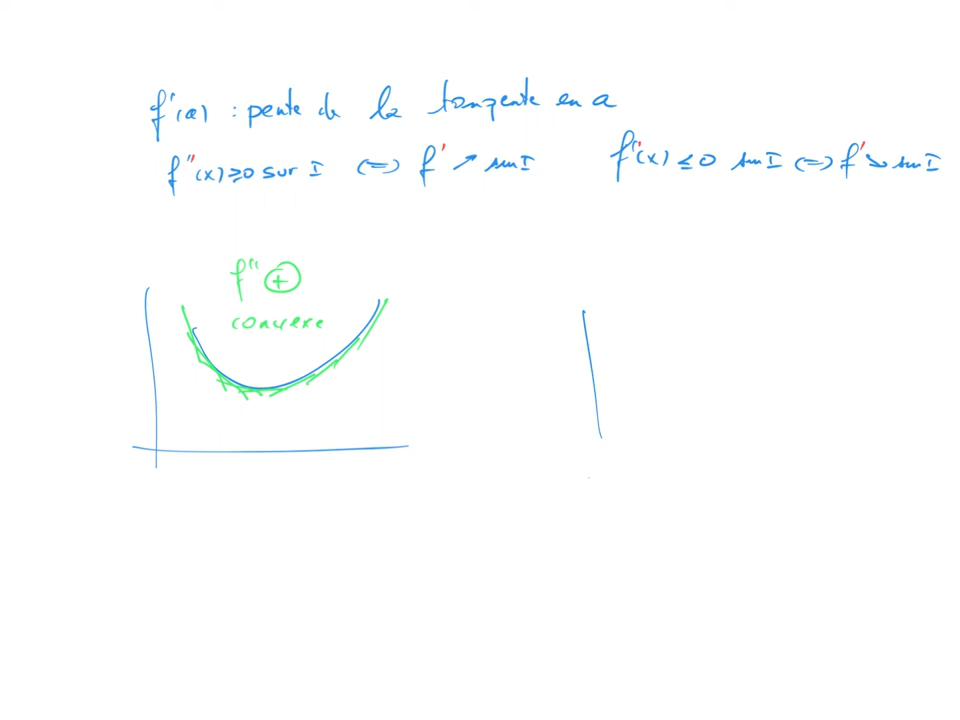 f'(a) : pente de la tangente en a
f''(x) ≥ 0 sur I ⇔ f' ↗ sur I f''(x) ≤ 0 sur I ⇔ f' ↘ sur I
f'' ⊕
convexe